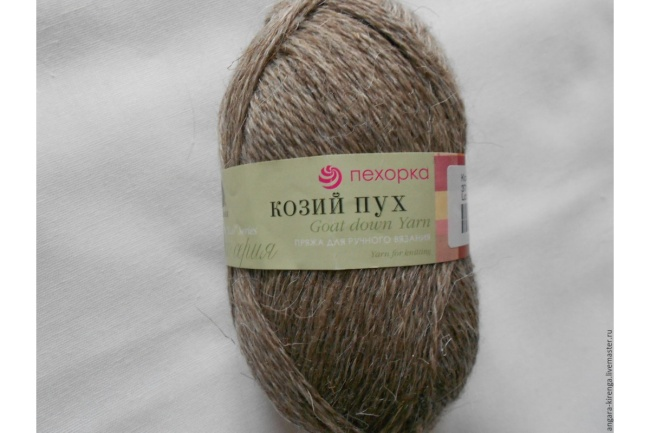 пехорка
КОЗИЙ ПУХ
Goat down Yarn
ПРЯЖА ДЛЯ РУЧНОГО ВЯЗАНИЯ
Yarn for knitting
angara-kirenga.livemaster.ru